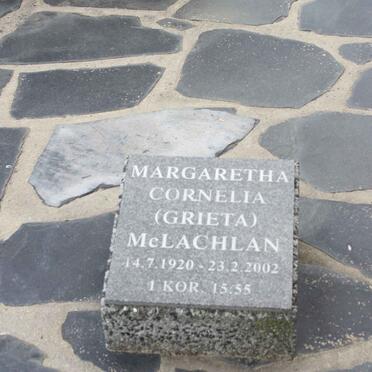 MARGARETHA
CORNELIA
(GRIETA)
McLACHLAN
14.7.1920 - 23.2.2002
1 KOR. 15:55